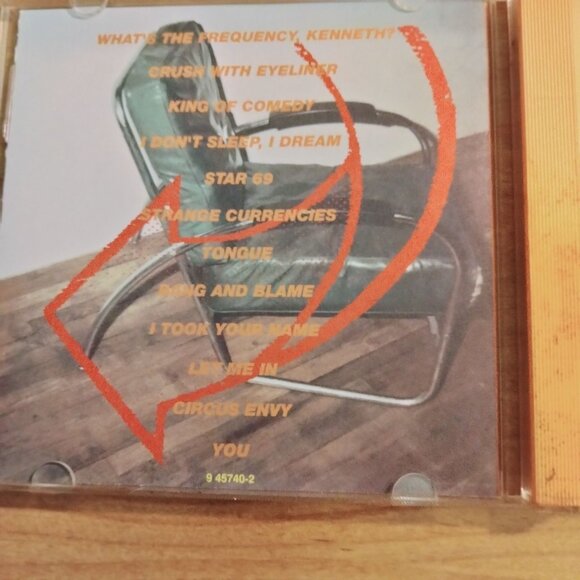 WHAT'S THE FREQUENCY, KENNETH?
CRUSH WITH EYELINER
KING OF COMEDY
I DON'T SLEEP, I DREAM
STAR 69
STRANGE CURRENCIES
TONGUE
BANG AND BLAME
I TOOK YOUR NAME
LET ME IN
CIRCUS ENVY
YOU
9 45740-2